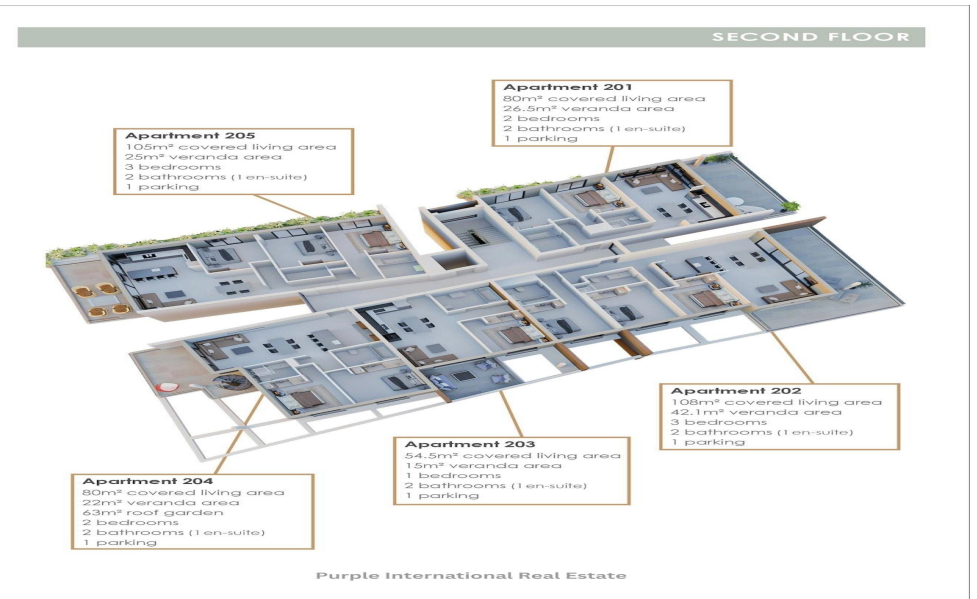 SECOND FLOOR
Apartment 201
80m² covered living area
26.5m² veranda area
2 bedrooms
2 bathrooms (1 en-suite)
1 parking
Apartment 205
105m² covered living area
25m² veranda area
3 bedrooms
2 bathrooms (1 en-suite)
1 parking
Apartment 202
108m² covered living area
42.1m² veranda area
3 bedrooms
2 bathrooms (1 en-suite)
1 parking
Apartment 203
54.5m² covered living area
15m² veranda area
1 bedrooms
2 bathrooms (1 en-suite)
1 parking
Apartment 204
80m² covered living area
22m² veranda area
63m² roof garden
2 bedrooms
2 bathrooms (1 en-suite)
1 parking
Purple International Real Estate